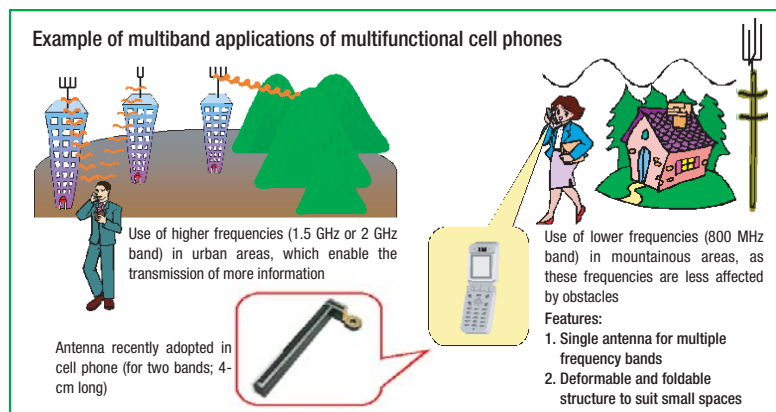 Example of multiband applications of multifunctional cell phones
Use of higher frequencies (1.5 GHz or 2 GHz
band) in urban areas, which enable the
transmission of more information
Antenna recently adopted in
cell phone (for two bands; 4-
cm long)
Use of lower frequencies (800 MHz
band) in mountainous areas, as
these frequencies are less affected
by obstacles
Features:
1. Single antenna for multiple
frequency bands
2. Deformable and foldable
structure to suit small spaces